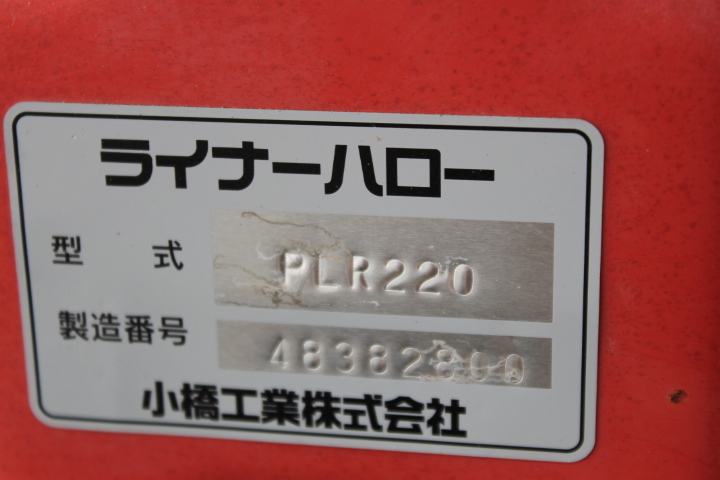 ライナーハロー
型式 PLR220
製造番号 48382800
小橋工業株式会社